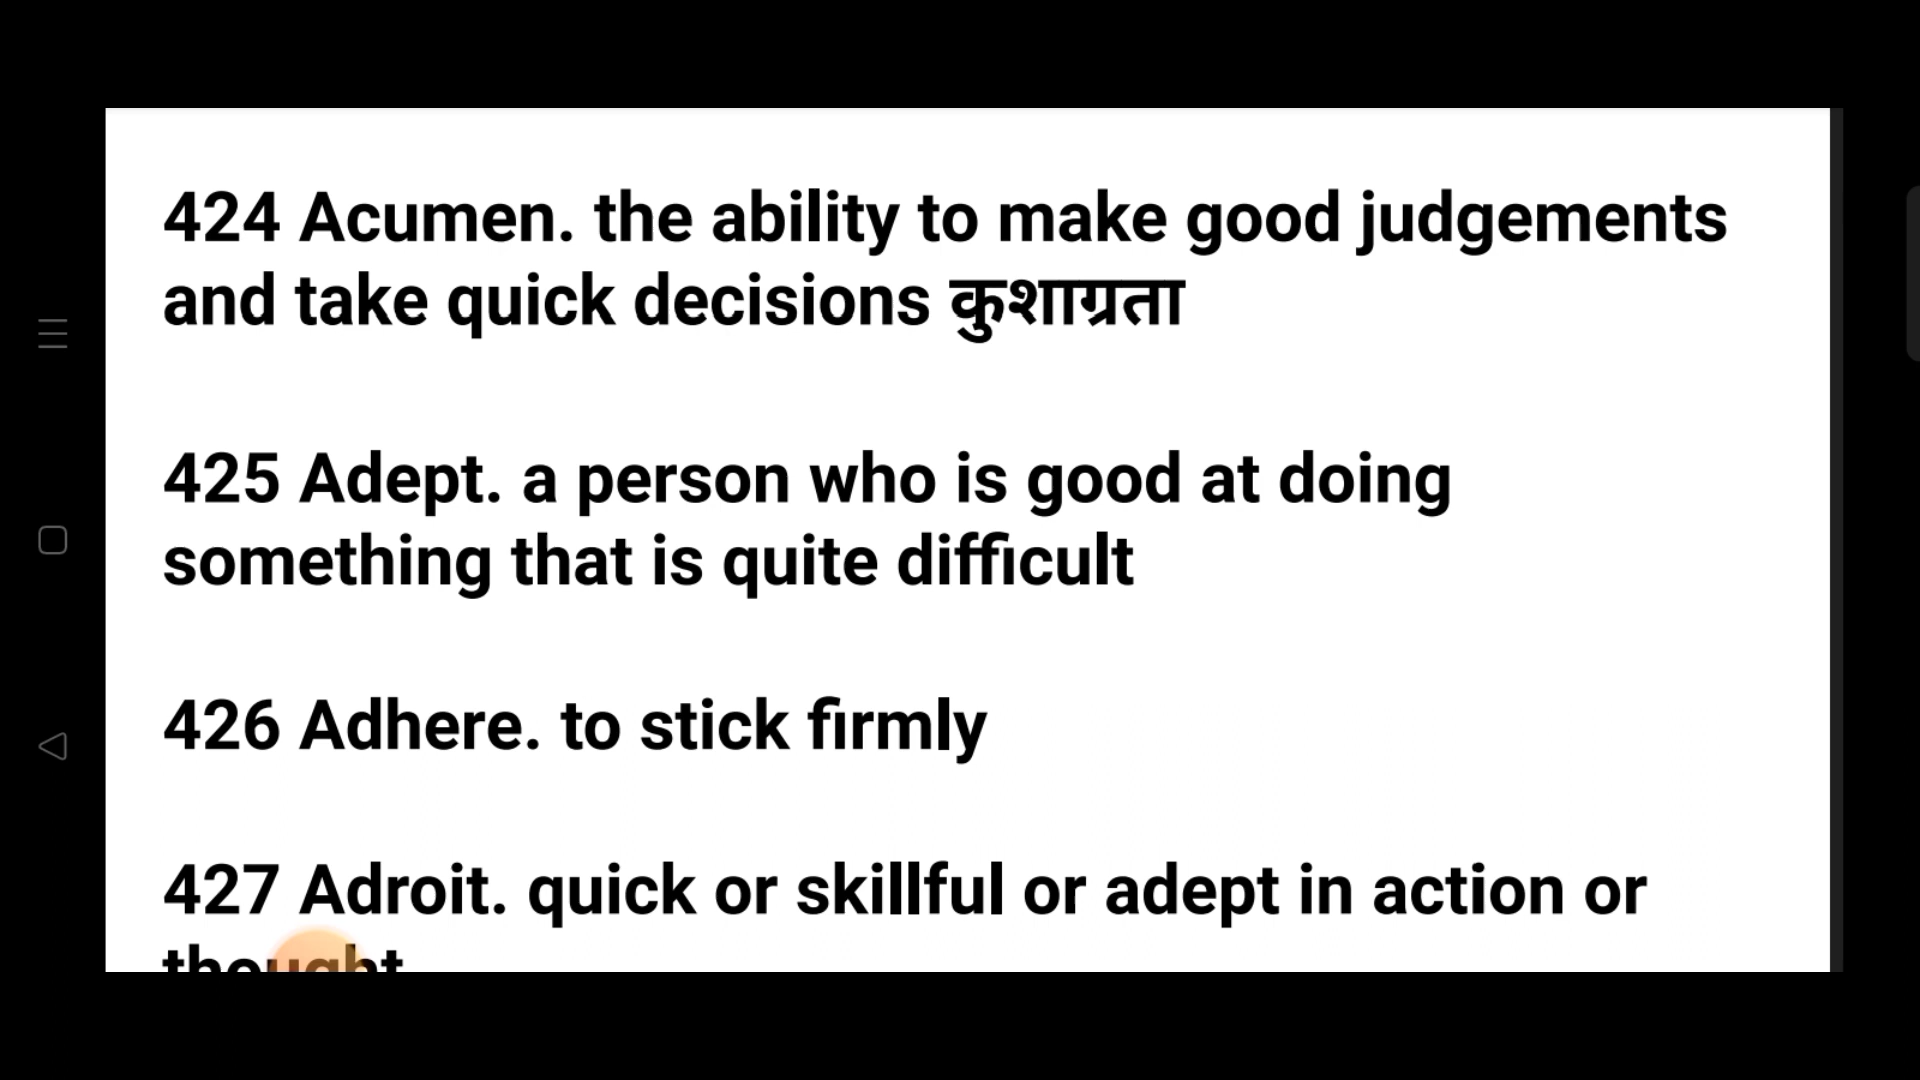 424 Acumen. the ability to make good judgements
and take quick decisions कुशाग्रता
425 Adept. a person who is good at doing
something that is quite difficult
426 Adhere. to stick firmly
427 Adroit. quick or skillful or adept in action or
thought